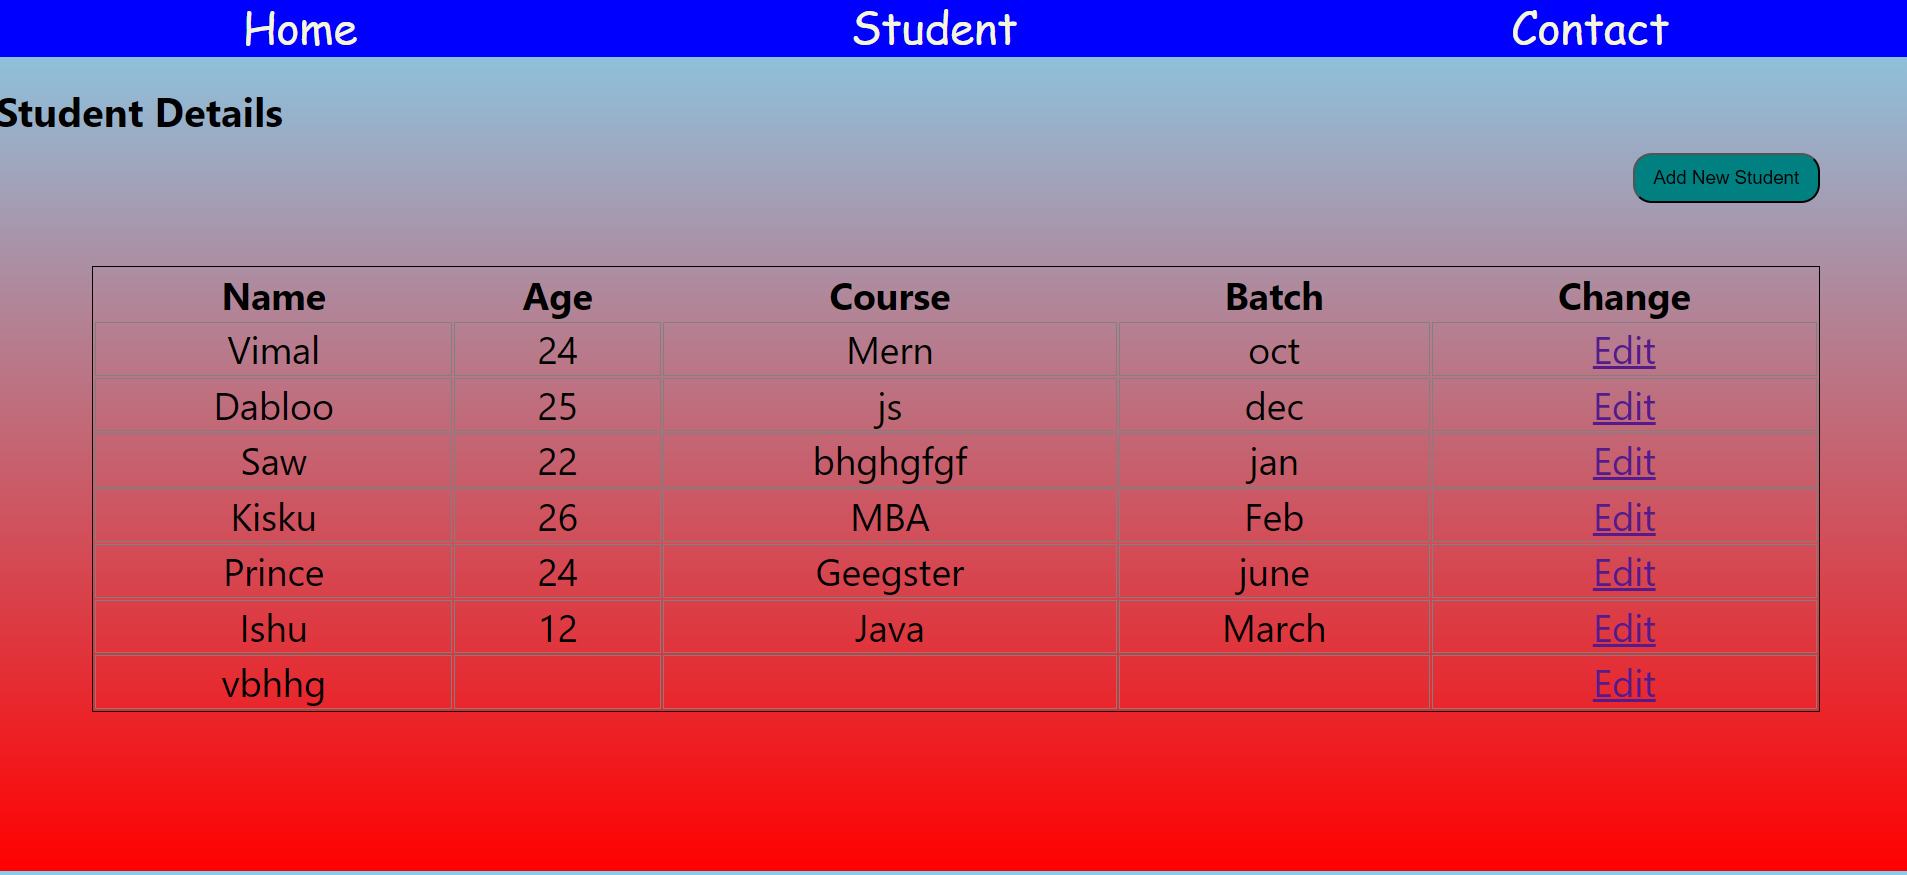 Home Student Contact
Student Details
Add New Student
Name Age Course Batch Change
Vimal 24 Mern oct Edit
Dabloo 25 js dec Edit
Saw 22 bhghgfgf jan Edit
Kisku 26 MBA Feb Edit
Prince 24 Geegster june Edit
Ishu 12 Java March Edit
vbhhg Edit